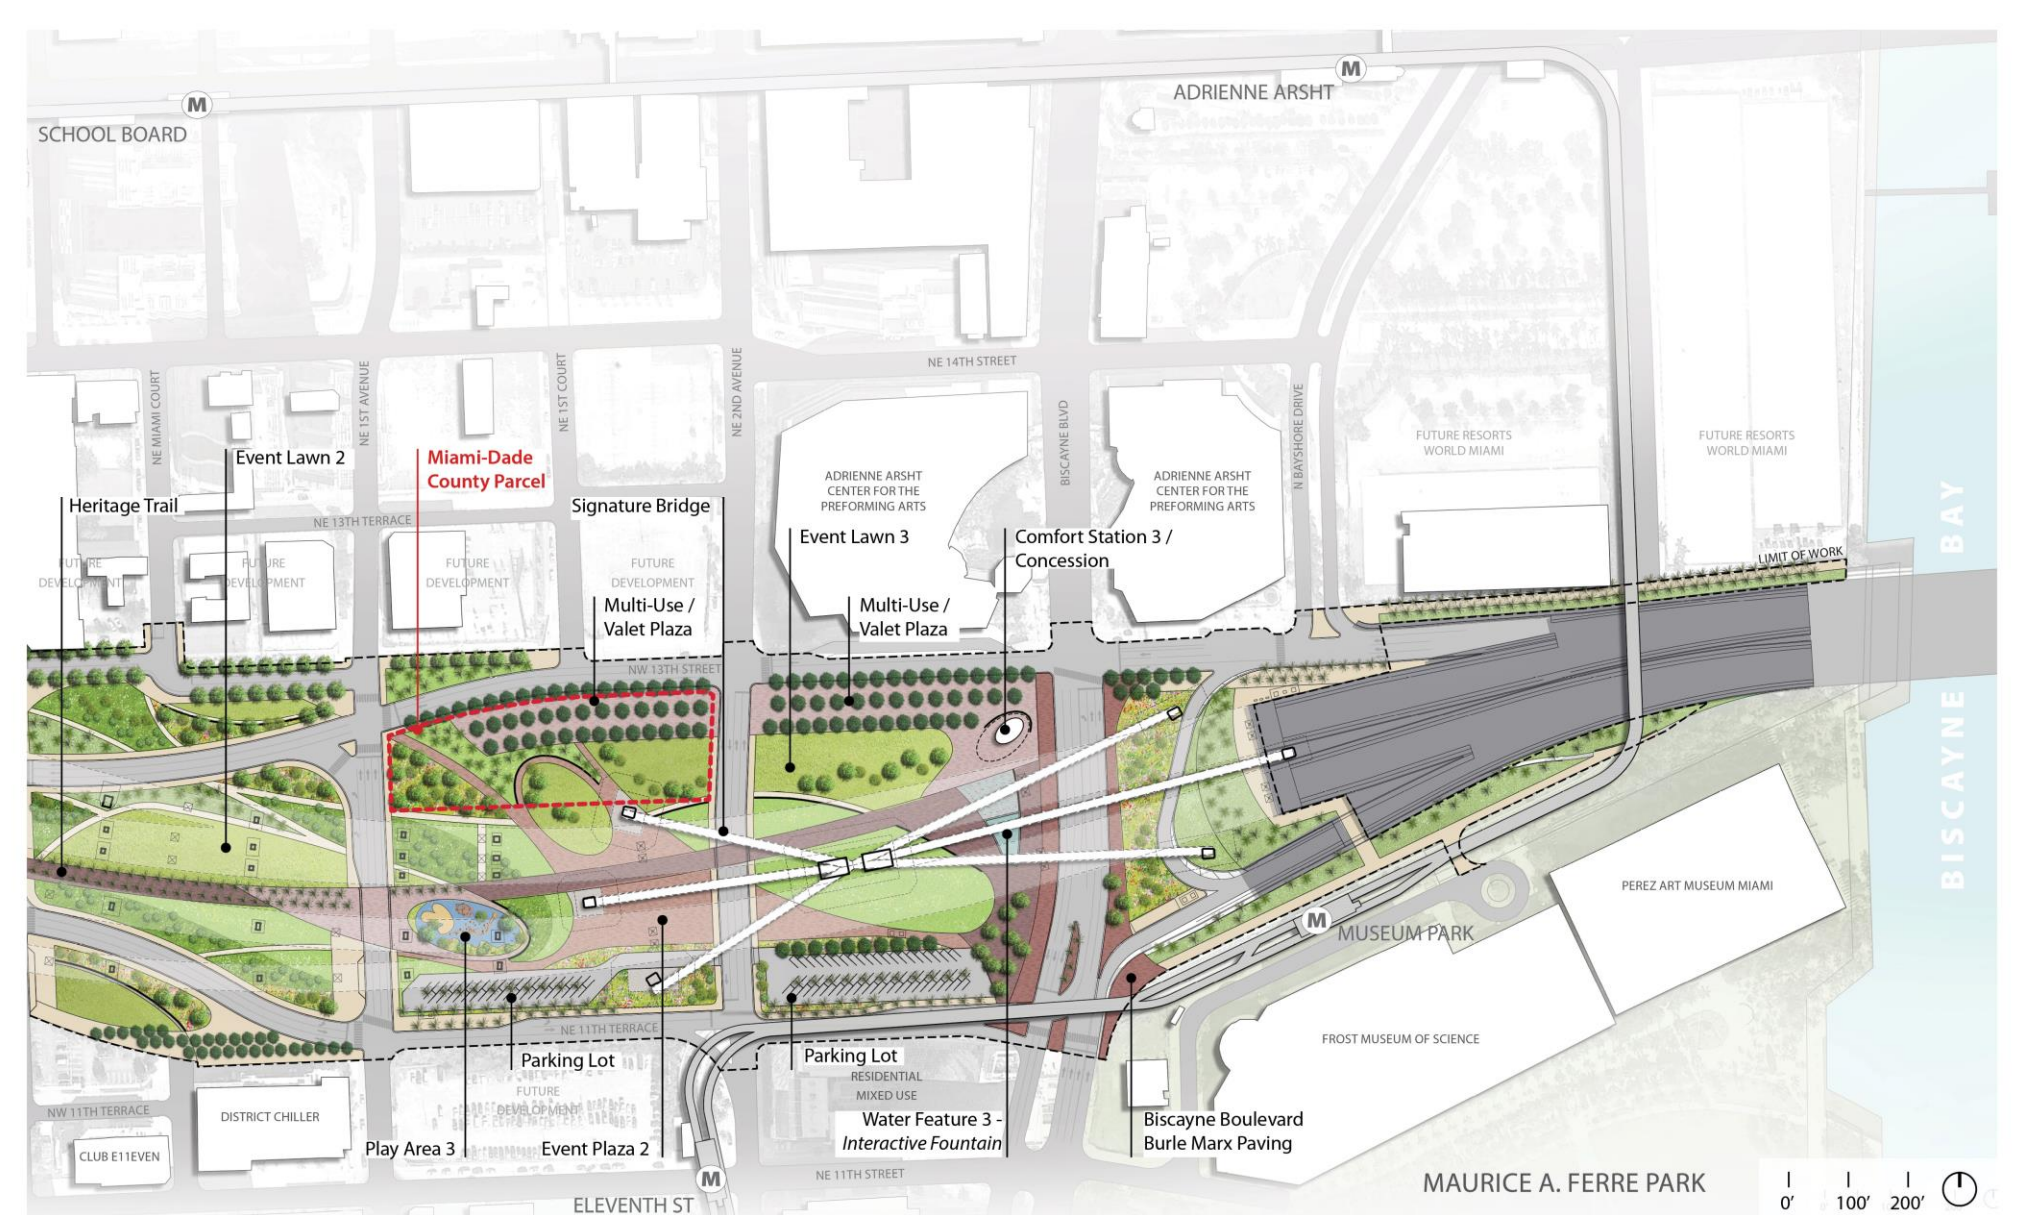 M
ADRIENNE ARSHT
M
SCHOOL BOARD
NE 14TH STREET
NE MIAMI COURT
NE 1ST AVENUE
NE 1ST COURT
NE 2ND AVENUE
BISCAYNE BLVD
N BAYSHORE DRIVE
FUTURE RESORTS
WORLD MIAMI
FUTURE RESORTS
WORLD MIAMI
Event Lawn 2
Miami-Dade
County Parcel
ADRIENNE ARSHT
CENTER FOR THE
PREFORMING ARTS
ADRIENNE ARSHT
CENTER FOR THE
PREFORMING ARTS
Heritage Trail
Signature Bridge
NE 13TH TERRACE
Event Lawn 3
Comfort Station 3 /
Concession
FUTURE
DEVELOPMENT
FUTURE
DEVELOPMENT
FUTURE
DEVELOPMENT
FUTURE
DEVELOPMENT
LIMIT OF WORK
BISCAYNE BAY
Multi-Use /
Valet Plaza
Multi-Use /
Valet Plaza
NW 13TH STREET
PEREZ ART MUSEUM MIAMI
M
MUSEUM PARK
NE 11TH TERRACE
FROST MUSEUM OF SCIENCE
Parking Lot
Parking Lot
RESIDENTIAL
MIXED USE
FUTURE
DEVELOPMENT
NW 11TH TERRACE
DISTRICT CHILLER
CLUB E11EVEN
Play Area 3
Event Plaza 2
Water Feature 3 -
Interactive Fountain
Biscayne Boulevard
Burle Marx Paving
NE 11TH STREET
M
ELEVENTH ST
MAURICE A. FERRE PARK
0' 100' 200'